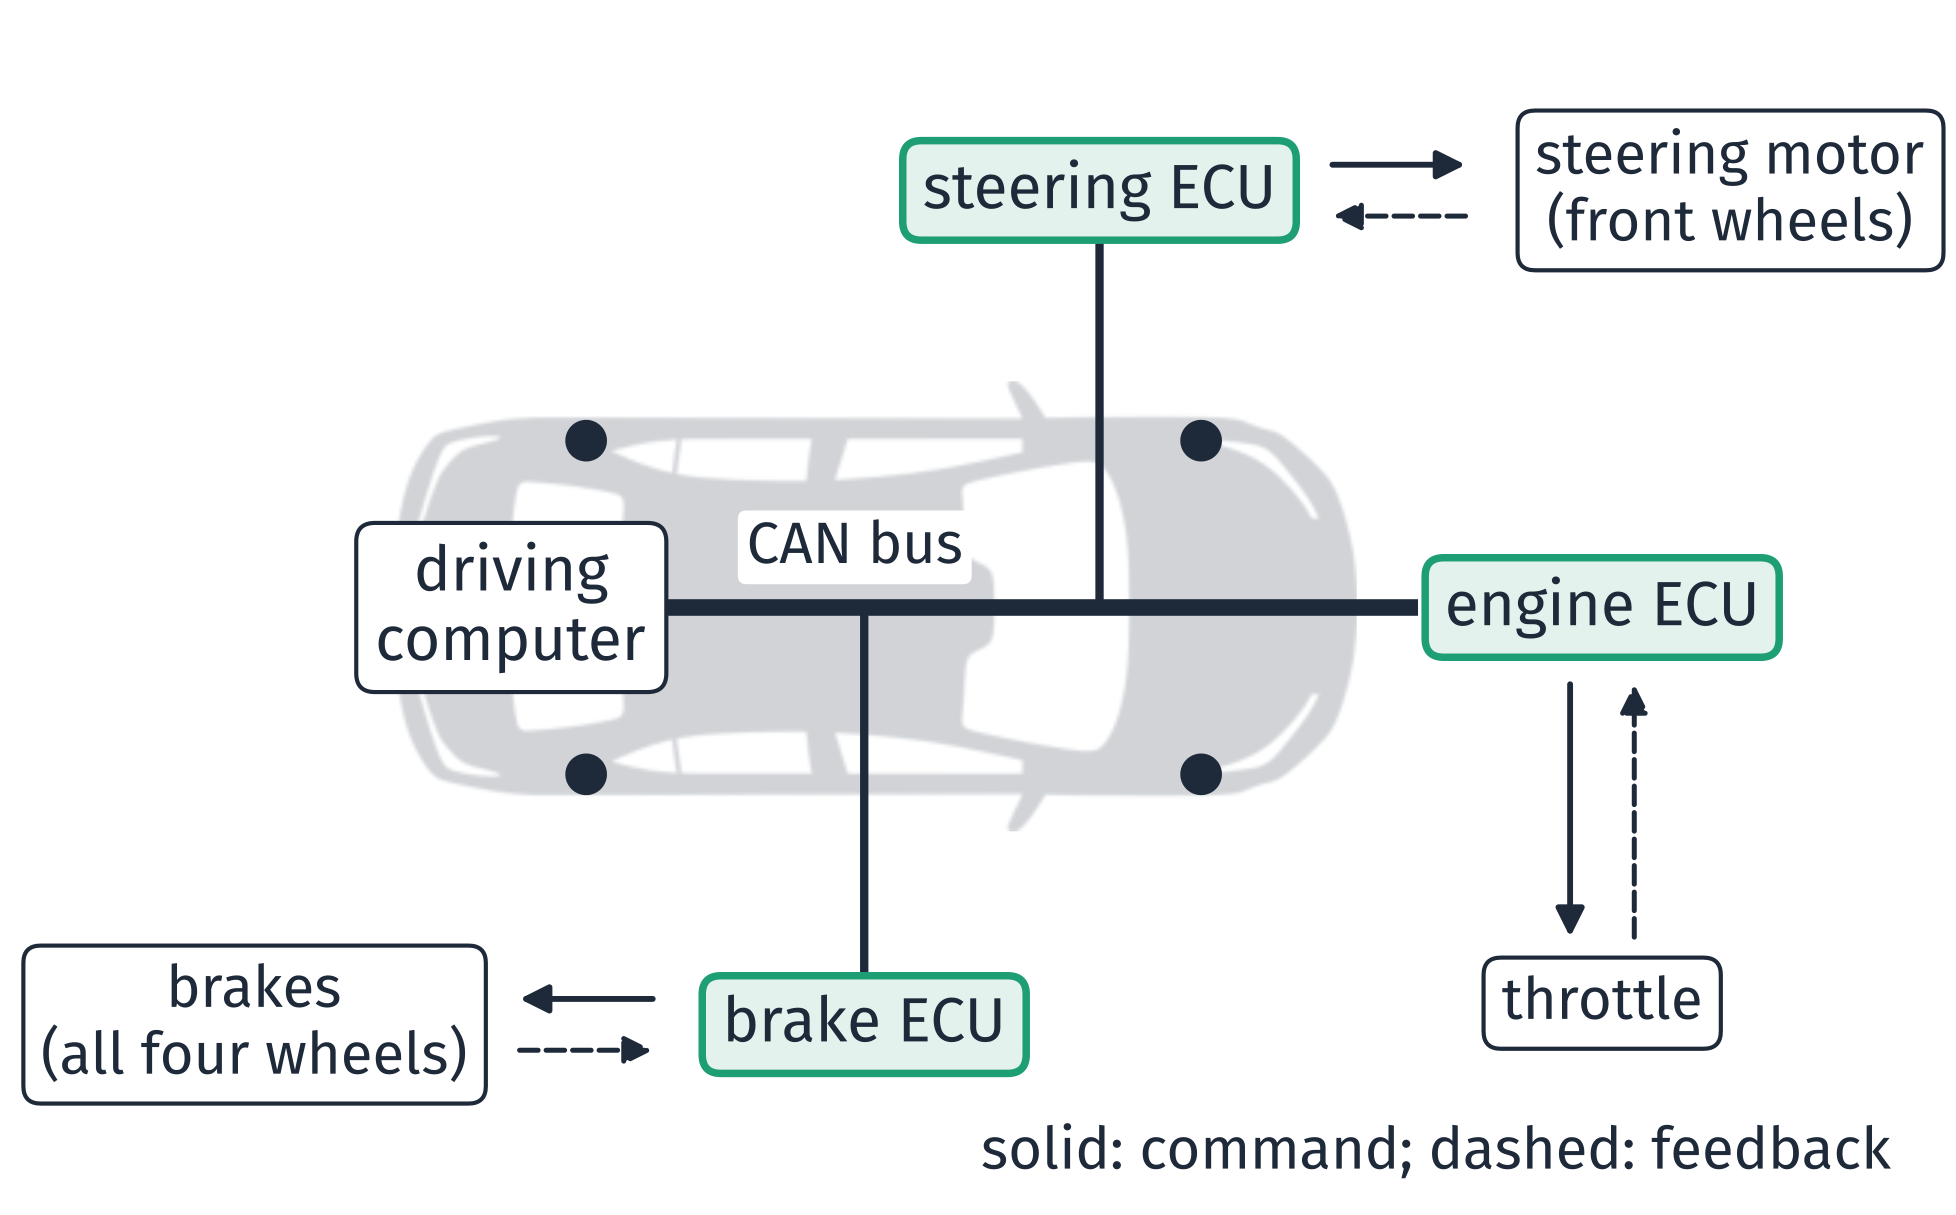 steering ECU
steering motor
(front wheels)
CAN bus
driving
computer
engine ECU
brakes
(all four wheels)
brake ECU
throttle
solid: command; dashed: feedback